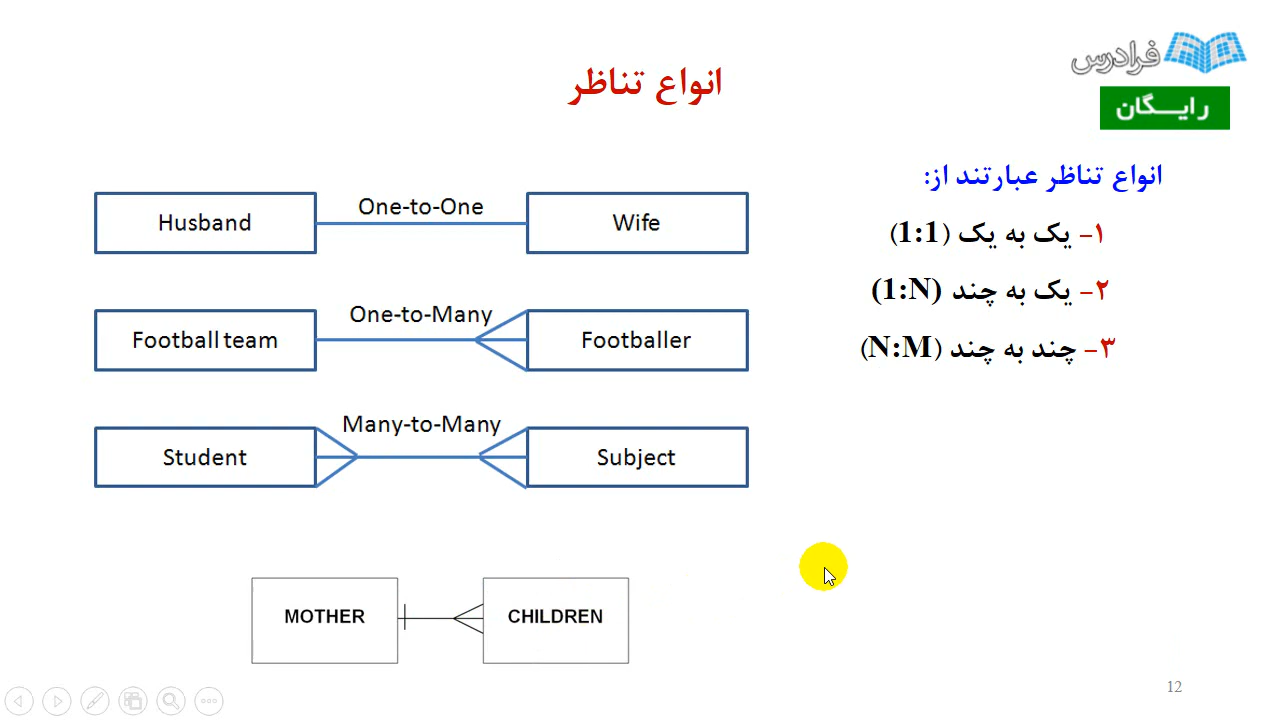 فرادرس
رایـــگان
انواع تناظر
انواع تناظر عبارتند از:
۱- یک به یک (1:1)
۲- یک به چند (1:N)
۳- چند به چند (N:M)
Husband
One-to-One
Wife
Football team
One-to-Many
Footballer
Student
Many-to-Many
Subject
MOTHER
CHILDREN
12